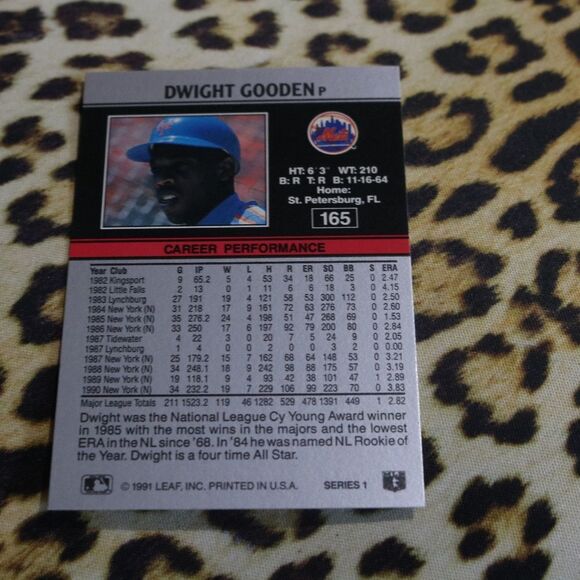 DWIGHT GOODEN P
Mets
HT: 6'3" WT: 210
B: R T: R B: 11-16-64
Home:
St. Petersburg, FL
165
CAREER PERFORMANCE
Year Club G IP W L H R ER SO BB S ERA
1982 Kingsport 9 65.2 5 4 53 34 18 66 25 0 2.47
1982 Little Falls 2 13 0 1 11 6 6 18 3 0 4.15
1983 Lynchburg 27 191 19 4 121 58 53 300 112 0 2.50
1984 New York (N) 31 218 17 9 161 72 63 276 73 0 2.60
1985 New York (N) 35 276.2 24 4 198 51 47 268 69 0 1.53
1986 New York (N) 33 250 17 6 197 92 79 200 80 0 2.84
1987 Tidewater 4 22 3 0 20 7 5 24 9 0 2.05
1987 Lynchburg 1 4 0 0 2 0 0 3 2 0 0.00
1987 New York (N) 25 179.2 15 7 162 68 64 148 53 0 3.21
1988 New York (N) 34 248.1 18 9 242 98 88 175 57 0 3.19
1989 New York (N) 19 118.1 9 4 93 42 38 101 47 1 2.89
1990 New York (N) 34 232.2 19 7 229 106 99 223 70 0 3.83
Major League Totals 211 1523.2 119 46 1282 529 478 1391 449 1 2.82
Dwight was the National League Cy Young Award winner
in 1985 with the most wins in the majors and the lowest
ERA in the NL since '68. In '84 he was named NL Rookie of
the Year. Dwight is a four time All Star.
© 1991 LEAF, INC. PRINTED IN U.S.A.
SERIES 1